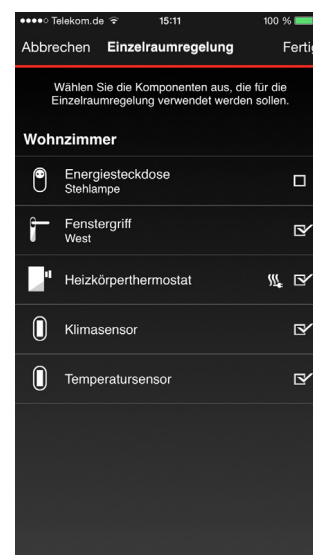 Telekom.de 15:11 100 %
Abbrechen Einzelraumregelung Fertig
Wählen Sie die Komponenten aus, die für die
Einzelraumregelung verwendet werden sollen.
Wohnzimmer
Energiesteckdose
Stehlampe
Fenstergriff
West
Heizkörperthermostat
Klimasensor
Temperatursensor